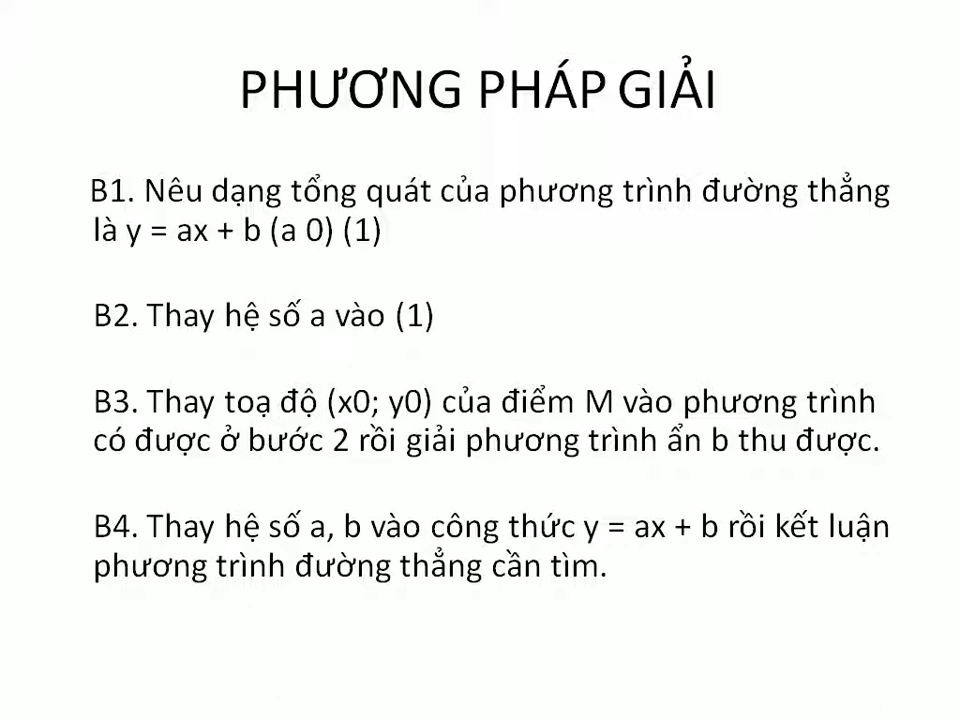 PHƯƠNG PHÁP GIẢI
B1. Nêu dạng tổng quát của phương trình đường thẳng
là y = ax + b (a 0) (1)
B2. Thay hệ số a vào (1)
B3. Thay toạ độ (x0; y0) của điểm M vào phương trình
có được ở bước 2 rồi giải phương trình ẩn b thu được.
B4. Thay hệ số a, b vào công thức y = ax + b rồi kết luận
phương trình đường thẳng cần tìm.